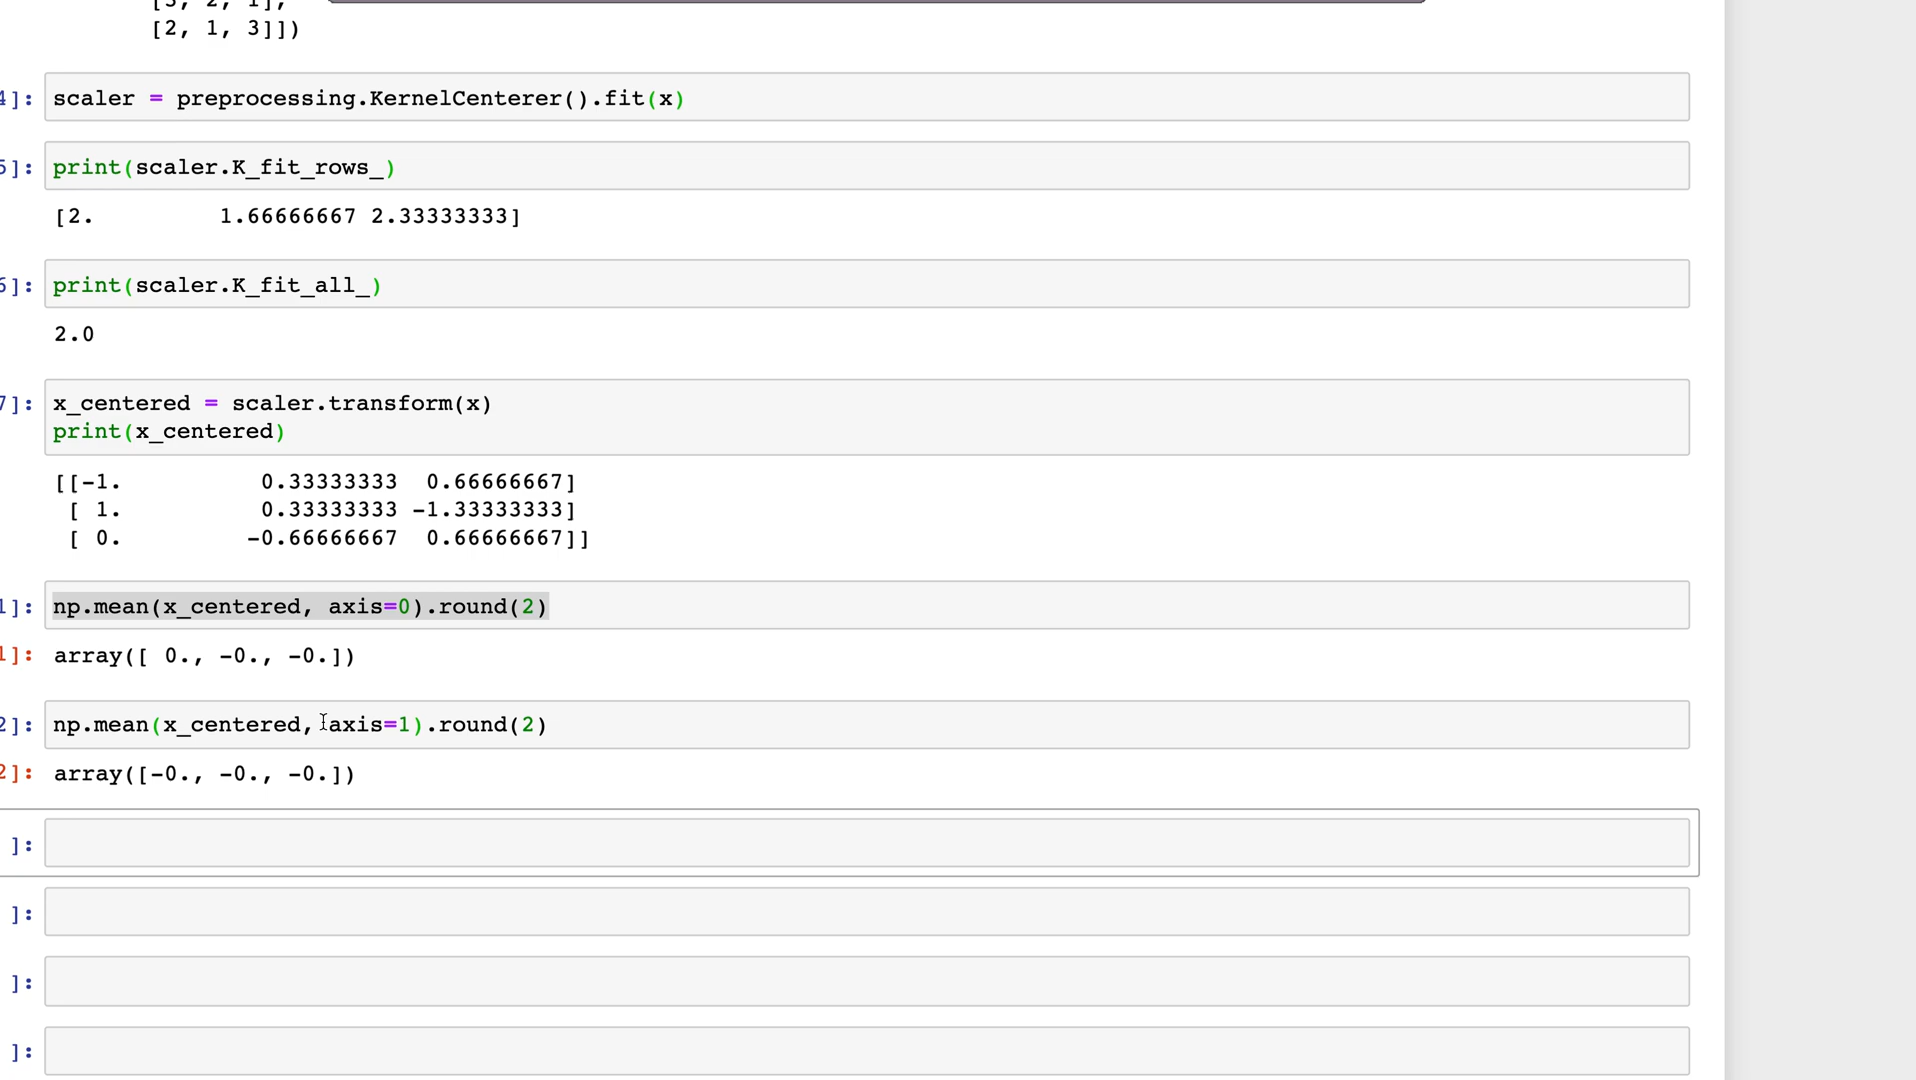 [3, 2, 1],
[2, 1, 3]])
4]: scaler = preprocessing.KernelCenterer().fit(x)
5]: print(scaler.K_fit_rows_)
[2. 1.66666667 2.33333333]
6]: print(scaler.K_fit_all_)
2.0
7]: x_centered = scaler.transform(x)
print(x_centered)
[[-1. 0.33333333 0.66666667]
[ 1. 0.33333333 -1.33333333]
[ 0. -0.66666667 0.66666667]]
1]: np.mean(x_centered, axis=0).round(2)
1]: array([ 0., -0., -0.])
2]: np.mean(x_centered, axis=1).round(2)
2]: array([-0., -0., -0.])
]:
]:
]:
]: